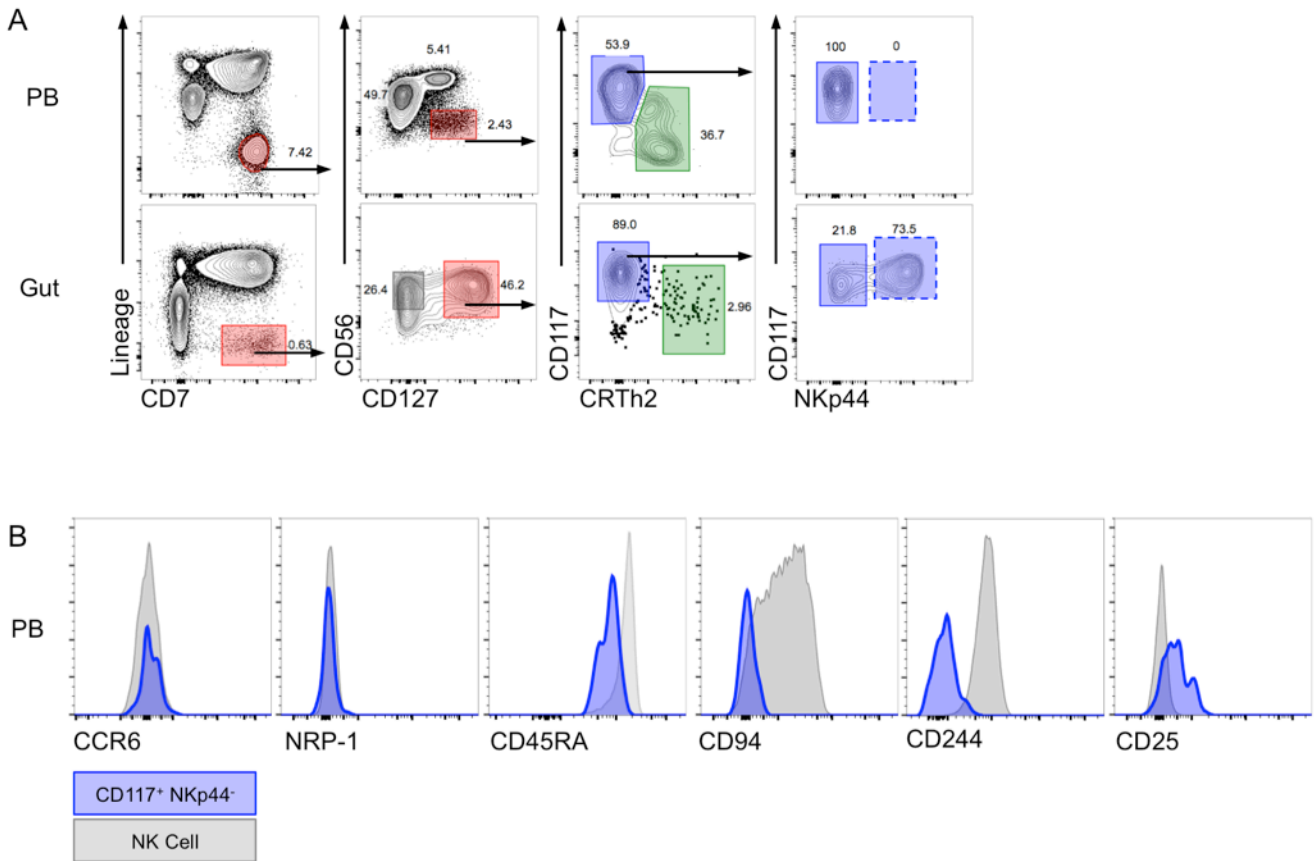 A
PB
7.42
5.41
49.7
2.43
53.9
36.7
100
0
Gut
0.63
26.4
46.2
89.0
2.96
21.8
73.5
Lineage
CD56
CD117
CD117
CD7
CD127
CRTh2
NKp44
B
PB
CCR6
NRP-1
CD45RA
CD94
CD244
CD25
CD117⁺ NKp44⁻
NK Cell